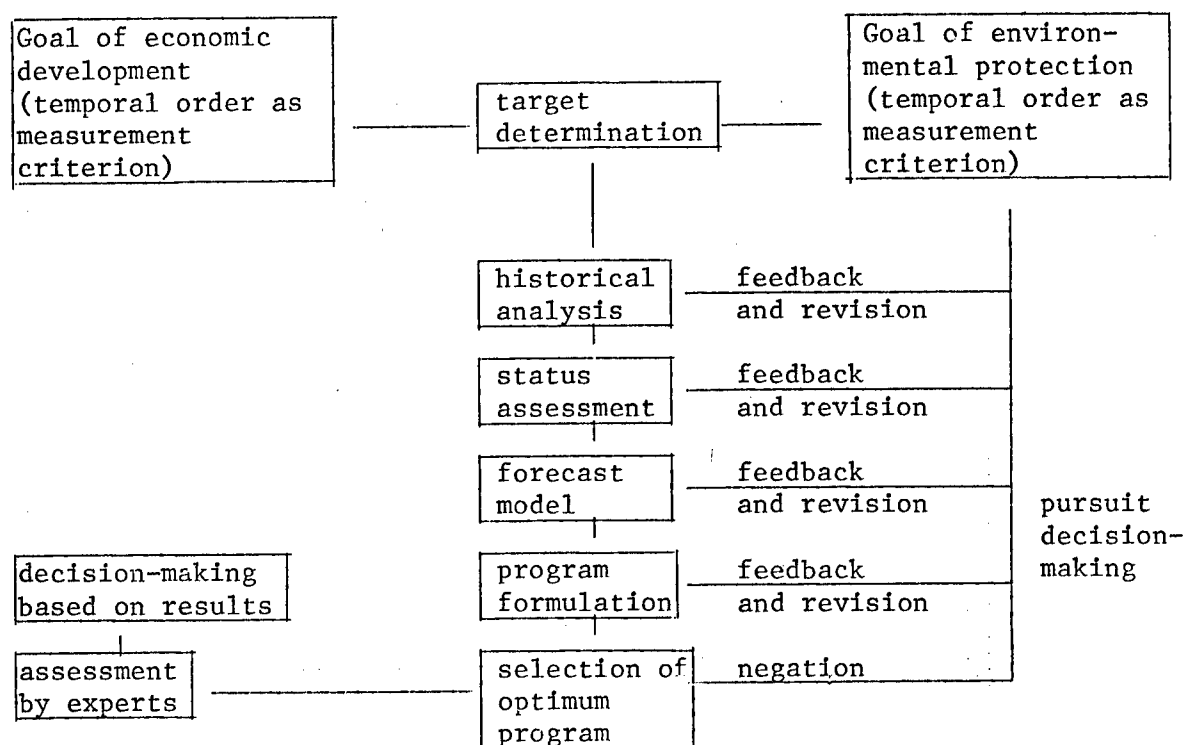 Goal of economic
development
(temporal order as
measurement
criterion)
target
determination
Goal of environ-
mental protection
(temporal order as
measurement
criterion)
historical
analysis
feedback
and revision
status
assessment
feedback
and revision
forecast
model
feedback
and revision
program
formulation
feedback
and revision
pursuit
decision-
making
decision-making
based on results
assessment
by experts
selection of
optimum
program
negation